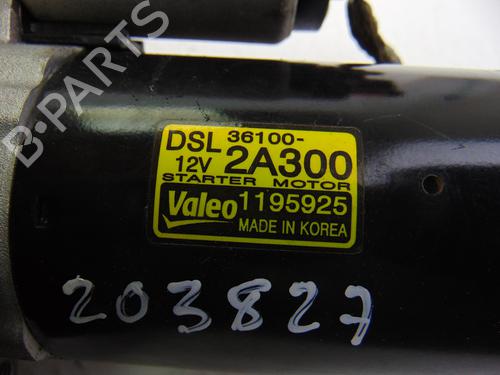 B-PARTS
DSL 36100-
12V 2A300
STARTER MOTOR
Valeo 1195925
MADE IN KOREA
203827